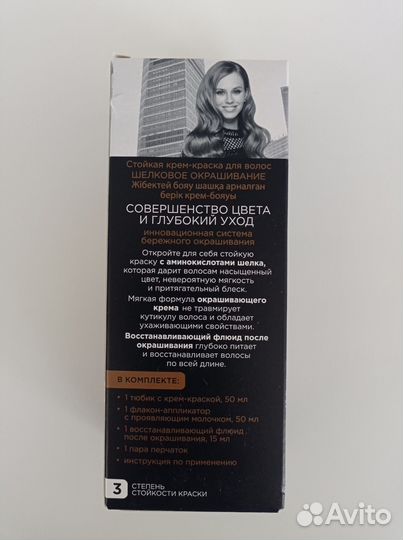 Стойкая крем-краска для волос
ШЕЛКОВОЕ ОКРАШИВАНИЕ
Жібектей бояу шашқа арналған
берік крем-бояуы
СОВЕРШЕНСТВО ЦВЕТА
И ГЛУБОКИЙ УХОД
инновационная система
бережного окрашивания
Откройте для себя стойкую
краску с аминокислотами шелка,
которая дарит волосам насыщенный
цвет, невероятную мягкость
и притягательный блеск.
Мягкая формула окрашивающего
крема не травмирует
кутикулу волоса и обладает
ухаживающими свойствами.
Восстанавливающий флюид после
окрашивания глубоко питает
и восстанавливает волосы
по всей длине.
В КОМПЛЕКТЕ:
• 1 тюбик с крем-краской, 50 мл
• 1 флакон-аппликатор
с проявляющим молочком, 50 мл
• 1 восстанавливающий флюид
после окрашивания, 15 мл
• 1 пара перчаток
• инструкция по применению
3 СТЕПЕНЬ
СТОЙКОСТИ КРАСКИ
Avito